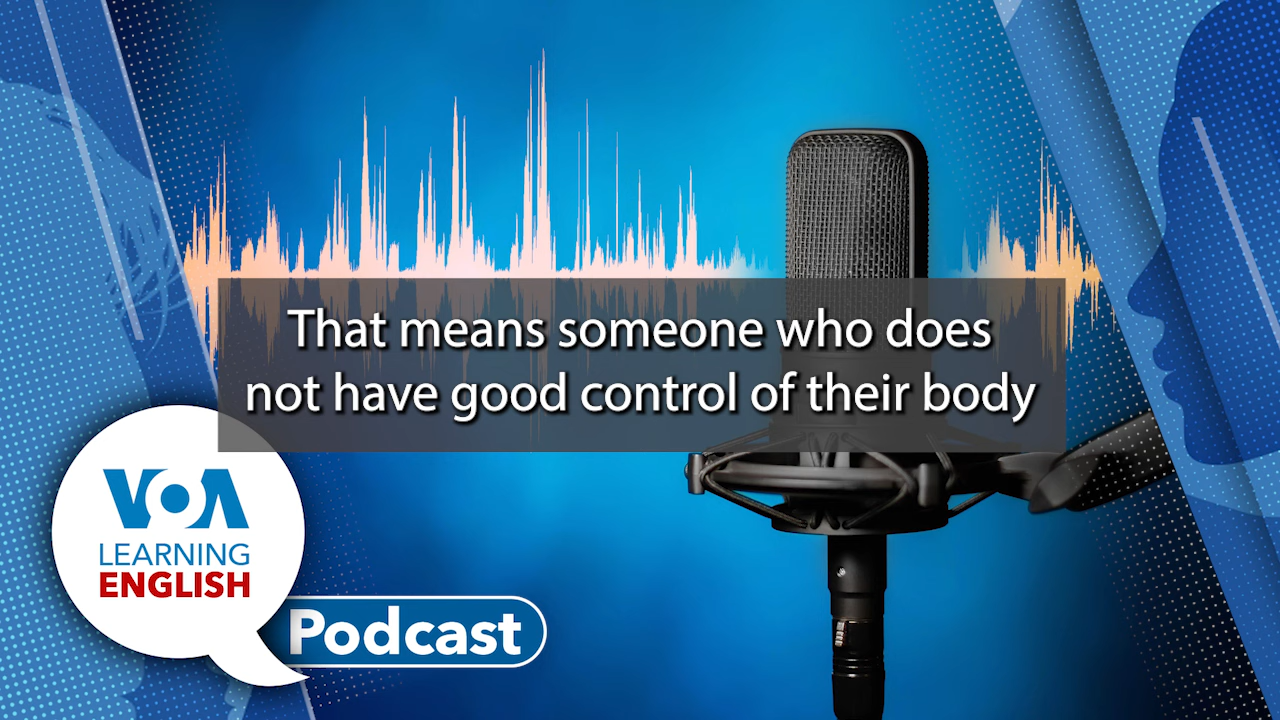 That means someone who does
not have good control of their body
VOA
LEARNING
ENGLISH
Podcast